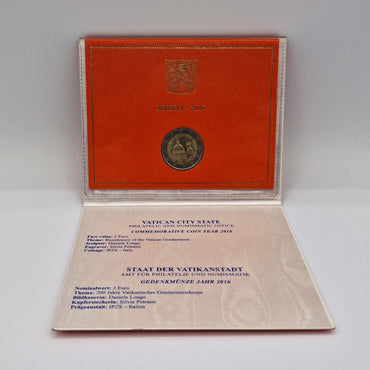 VATICAN CITY STATE
PHILATELIC AND NUMISMATIC OFFICE
COMMEMORATIVE COIN YEAR 2016
Face value: 2 Euro
Theme: Bicentenary of the Vatican Gendarmerie
Sculptor: Daniela Longo
Engraver: Silvia Petrassi
Coinage: IPZS – Italy
STAAT DER VATIKANSTADT
AMT FÜR PHILATELIE UND NUMISMATIK
GEDENKMÜNZE JAHR 2016
Nominalwert: 2 Euro
Thema: 200 Jahre Vatikanisches Gendarmeriekorps
Bildhauerin: Daniela Longo
Kupferstecherin: Silvia Petrassi
Prägeanstalt: IPZS – Italien